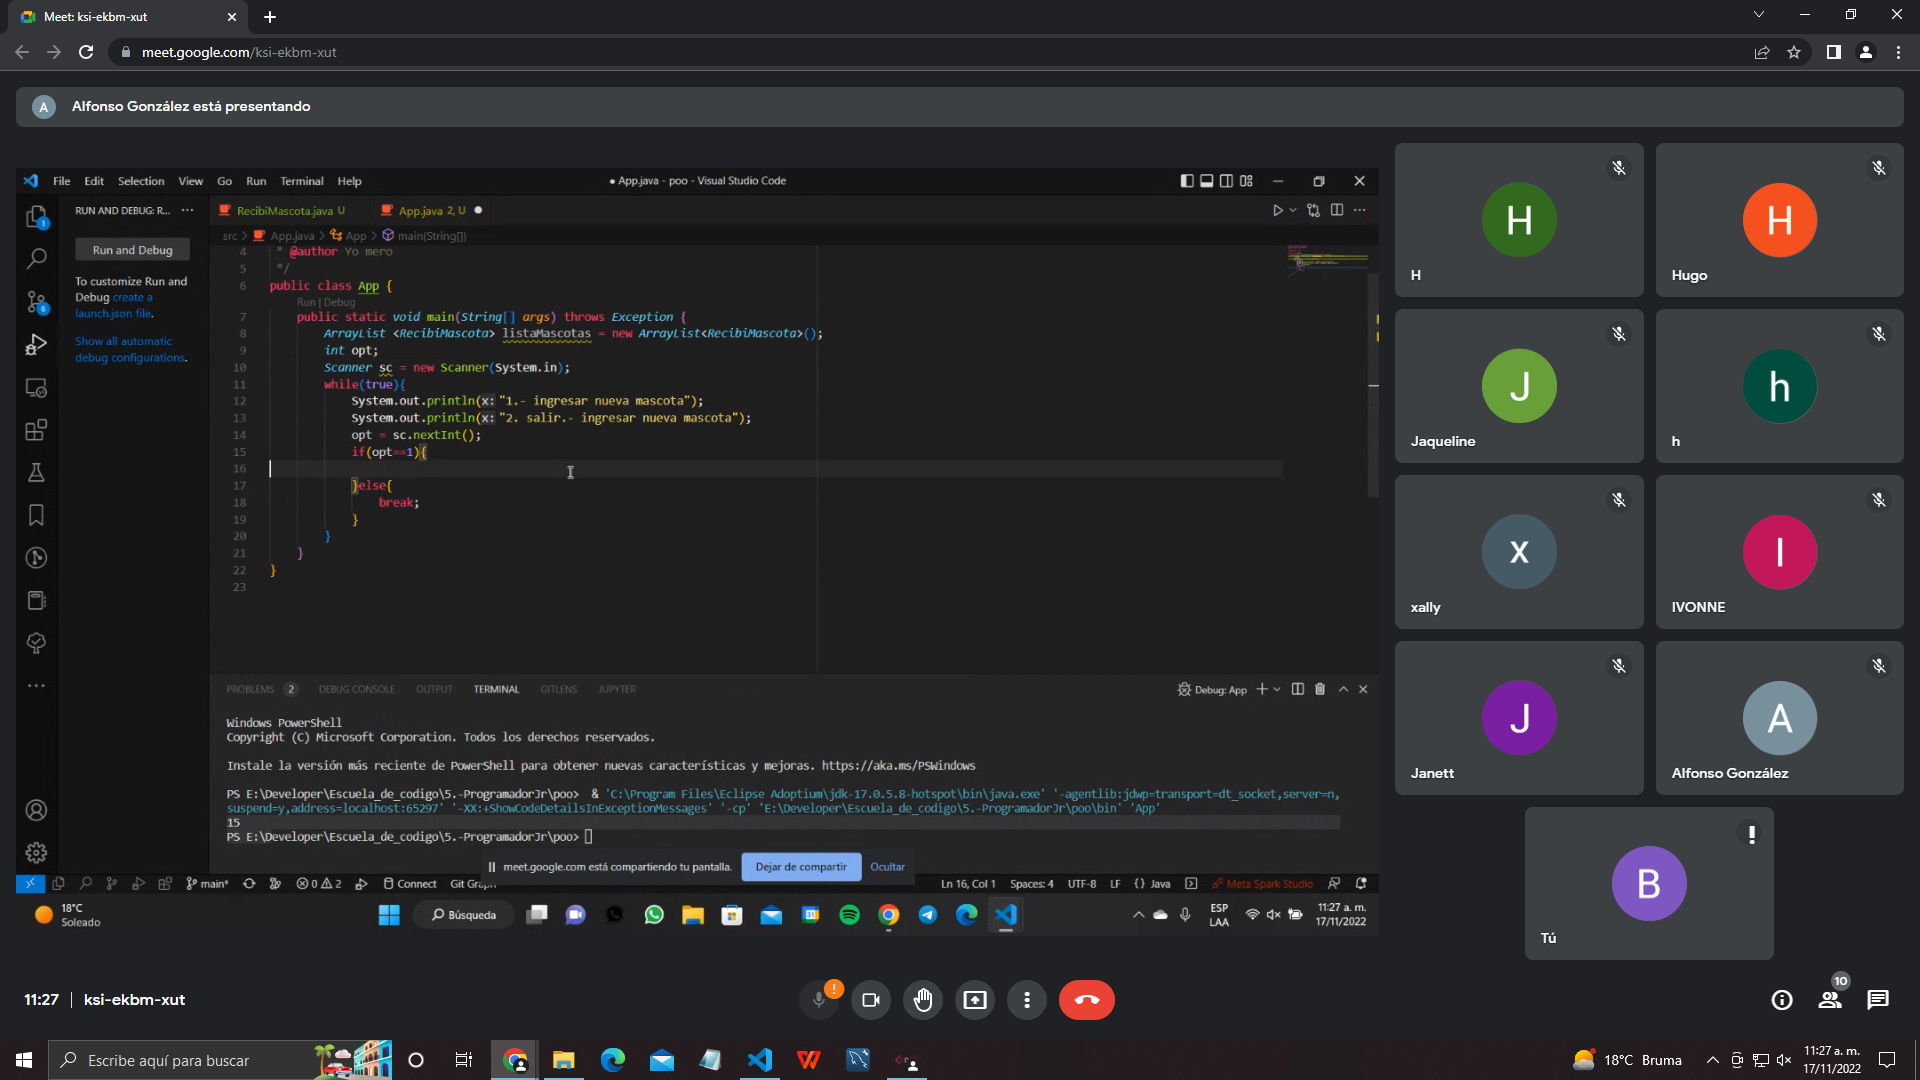 Meet: ksi-ekbm-xut
meet.google.com/ksi-ekbm-xut
A Alfonso González está presentando
File Edit Selection View Go Run Terminal Help
● App.java - poo - Visual Studio Code
RUN AND DEBUG: R... ···
RecibiMascota.java U
App.java 2, U ●
src > App.java > App > main(String[])
Run and Debug
To customize Run and
Debug create a
launch.json file.
Show all automatic
debug configurations.
1
6
4 * @author Yo mero
5 */
6 public class App {
Run | Debug
7 public static void main(String[] args) throws Exception {
8 ArrayList <RecibiMascota> listaMascotas = new ArrayList<RecibiMascota>();
9 int opt;
10 Scanner sc = new Scanner(System.in);
11 while(true){
12 System.out.println(x: "1.- ingresar nueva mascota");
13 System.out.println(x: "2. salir.- ingresar nueva mascota");
14 opt = sc.nextInt();
15 if(opt==1){
16
17 }else{
18 break;
19 }
20 }
21 }
22 }
23
PROBLEMS 2 DEBUG CONSOLE OUTPUT TERMINAL GITLENS JUPYTER
Debug: App
Windows PowerShell
Copyright (C) Microsoft Corporation. Todos los derechos reservados.
Instale la versión más reciente de PowerShell para obtener nuevas características y mejoras. https://aka.ms/PSWindows
PS E:\Developer\Escuela_de_codigo\5.-ProgramadorJr\poo> & 'C:\Program Files\Eclipse Adoptium\jdk-17.0.5.8-hotspot\bin\java.exe' '-agentlib:jdwp=transport=dt_socket,server=n,
suspend=y,address=localhost:65297' '-XX:+ShowCodeDetailsInExceptionMessages' '-cp' 'E:\Developer\Escuela_de_codigo\5.-ProgramadorJr\poo\bin' 'App'
15
PS E:\Developer\Escuela_de_codigo\5.-ProgramadorJr\poo>
meet.google.com está compartiendo tu pantalla. Dejar de compartir Ocultar
main* 0 2 Connect Git Graph
Ln 16, Col 1 Spaces: 4 UTF-8 LF {} Java Meta Spark Studio
18°C
Soleado
Búsqueda
ESP
LAA
11:27 a. m.
17/11/2022
H
H
H
Hugo
J
Jaqueline
h
h
x
xally
I
IVONNE
J
Janett
A
Alfonso González
B
Tú
11:27 | ksi-ekbm-xut
10
Escribe aquí para buscar
18°C Bruma
11:27 a. m.
17/11/2022